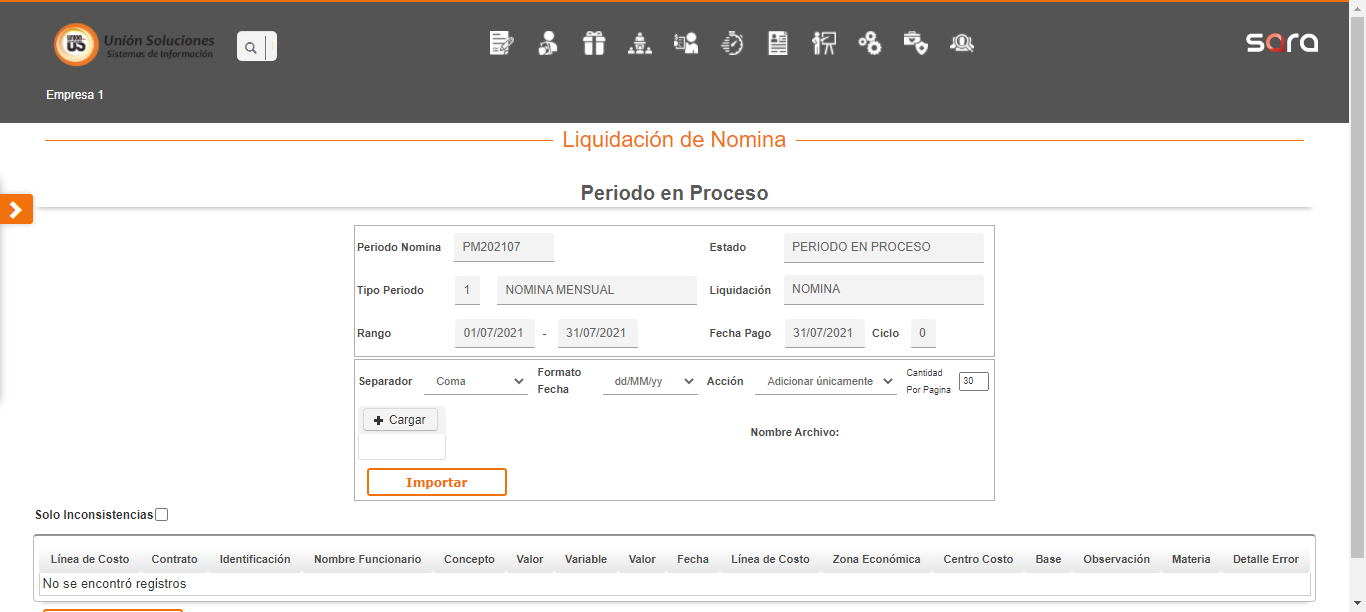 UNION
US
Unión Soluciones
Sistemas de Información
sara
Empresa 1
Liquidación de Nomina
Periodo en Proceso
Periodo Nomina PM202107 Estado PERIODO EN PROCESO
Tipo Periodo 1 NOMINA MENSUAL Liquidación NOMINA
Rango 01/07/2021 - 31/07/2021 Fecha Pago 31/07/2021 Ciclo 0
Separador Coma Formato Fecha dd/MM/yy Acción Adicionar únicamente Cantidad Por Pagina 30
Cargar
Nombre Archivo:
Importar
Solo Inconsistencias
Línea de Costo Contrato Identificación Nombre Funcionario Concepto Valor Variable Valor Fecha Línea de Costo Zona Económica Centro Costo Base Observación Materia Detalle Error
No se encontró registros